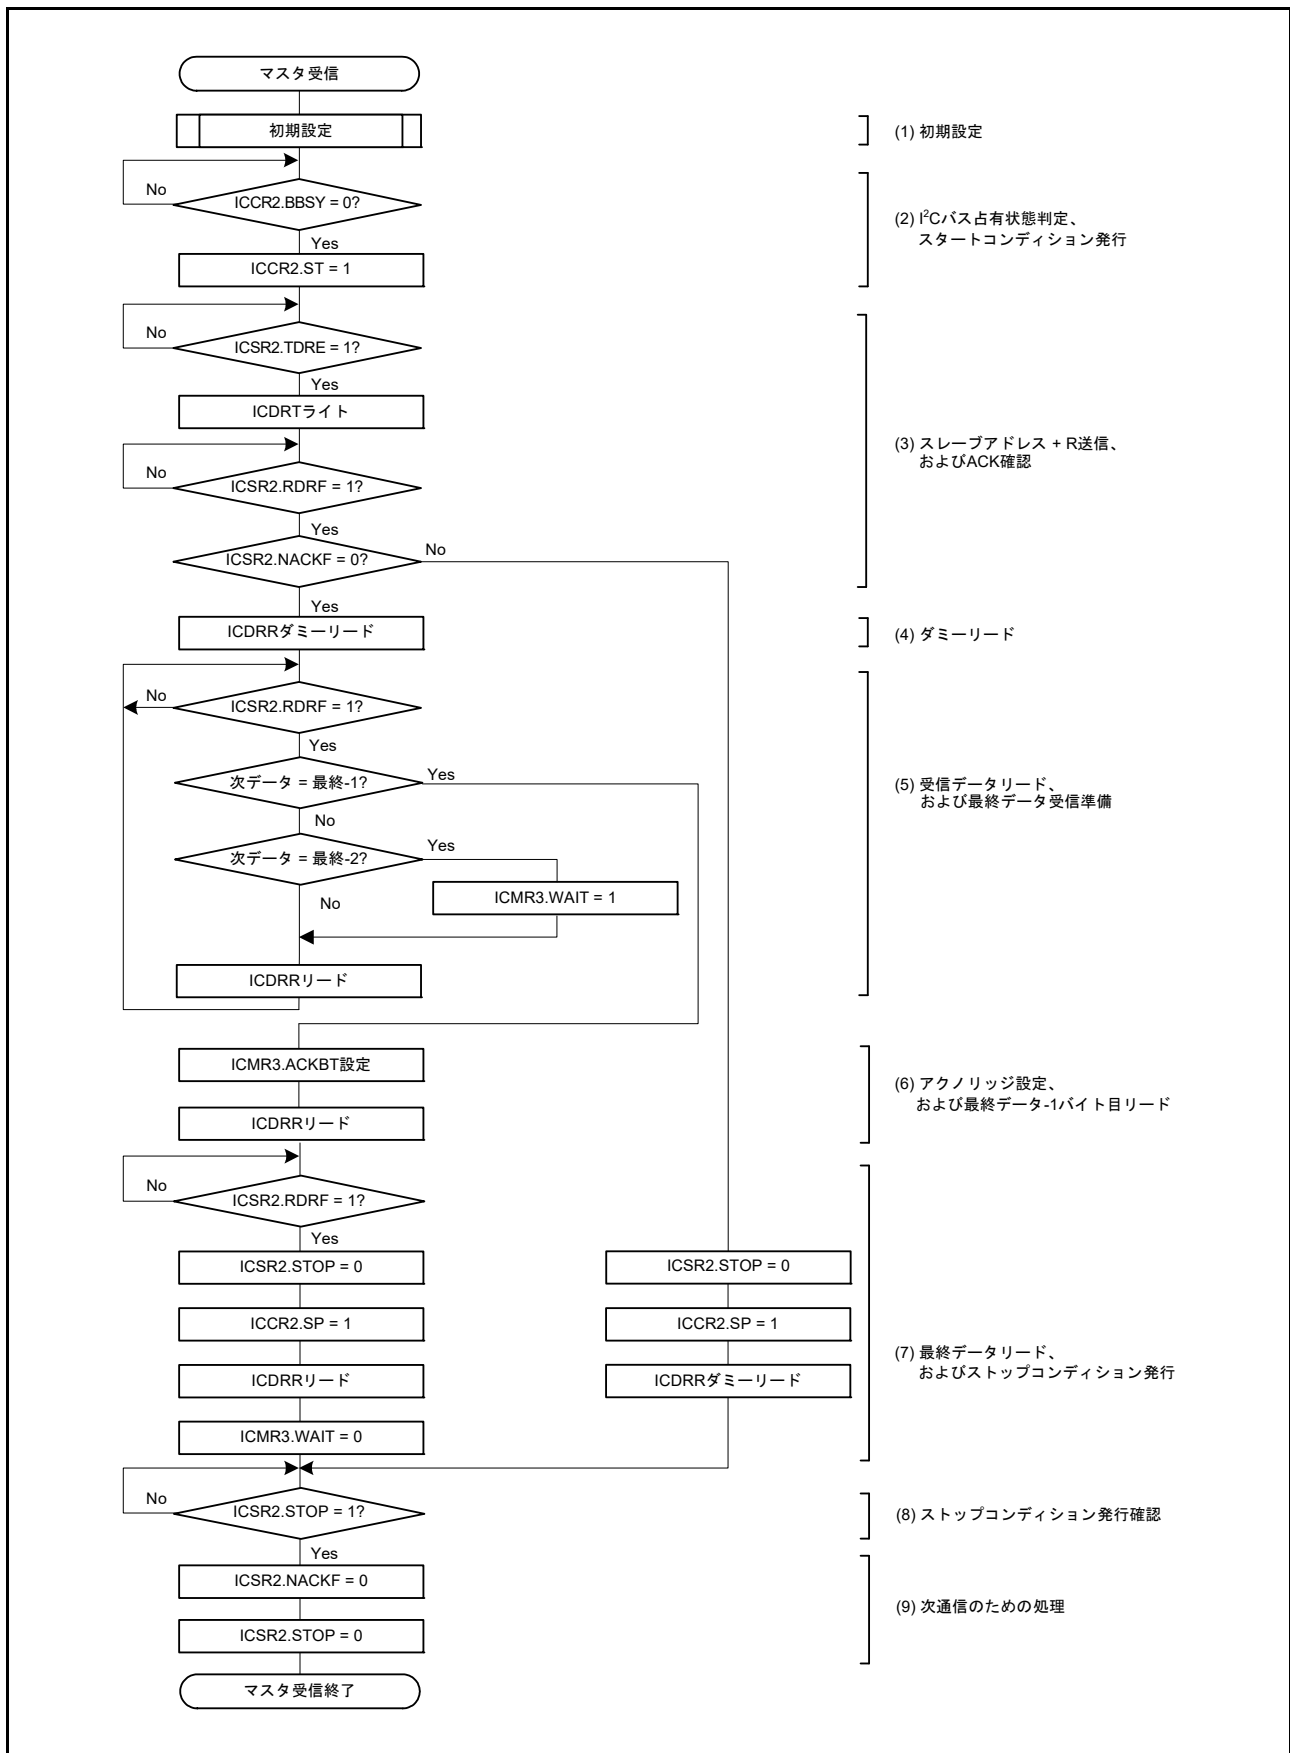 マスタ受信
初期設定
(1) 初期設定
No
ICCR2.BBSY = 0?
Yes
ICCR2.ST = 1
(2) I²Cバス占有状態判定、
スタートコンディション発行
No
ICSR2.TDRE = 1?
Yes
ICDRTライト
No
ICSR2.RDRF = 1?
Yes
ICSR2.NACKF = 0?
No
Yes
(3) スレーブアドレス + R送信、
およびACK確認
ICDRRダミーリード
(4) ダミーリード
No
ICSR2.RDRF = 1?
Yes
次データ = 最終-1?
Yes
No
次データ = 最終-2?
Yes
ICMR3.WAIT = 1
No
ICDRRリード
(5) 受信データリード、
および最終データ受信準備
ICMR3.ACKBT設定
ICDRRリード
(6) アクノリッジ設定、
および最終データ-1バイト目リード
No
ICSR2.RDRF = 1?
Yes
ICSR2.STOP = 0
ICCR2.SP = 1
ICDRRリード
ICMR3.WAIT = 0
ICSR2.STOP = 0
ICCR2.SP = 1
ICDRRダミーリード
(7) 最終データリード、
およびストップコンディション発行
No
ICSR2.STOP = 1?
Yes
(8) ストップコンディション発行確認
ICSR2.NACKF = 0
ICSR2.STOP = 0
(9) 次通信のための処理
マスタ受信終了